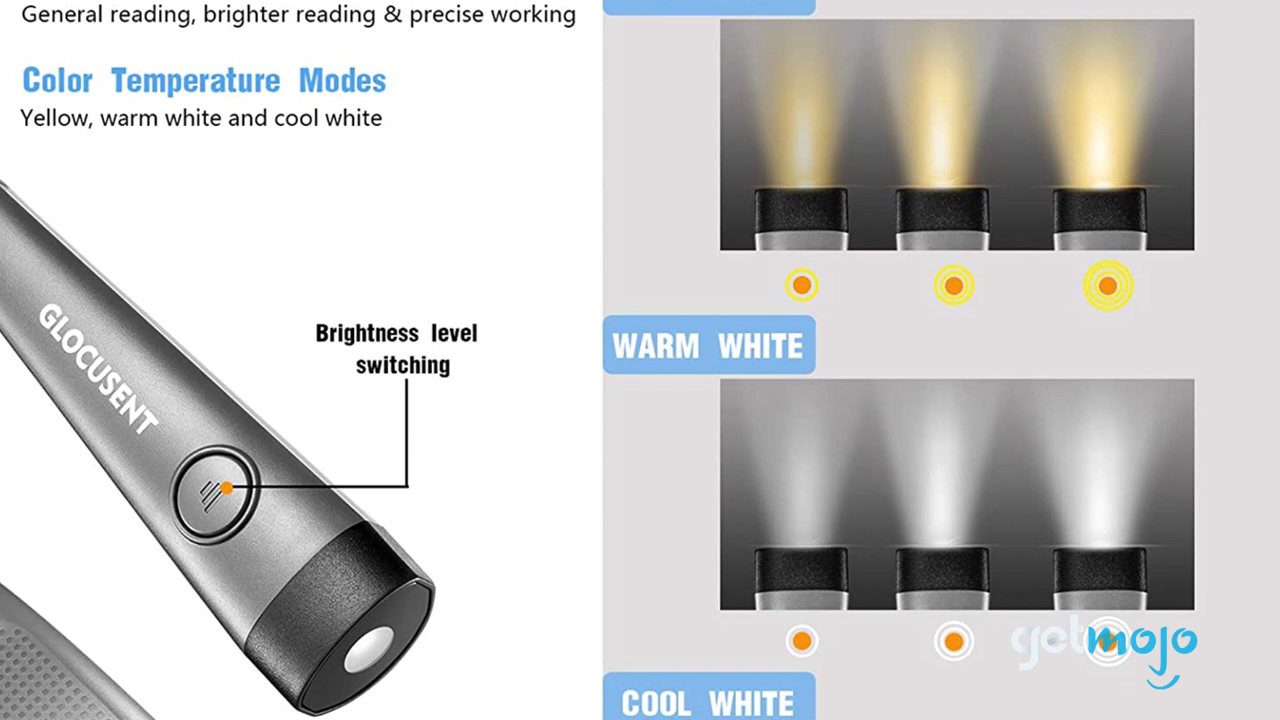 General reading, brighter reading & precise working
Color Temperature Modes
Yellow, warm white and cool white
GLOCUSENT
Brightness level
switching
WARM WHITE
COOL WHITE
getmojo